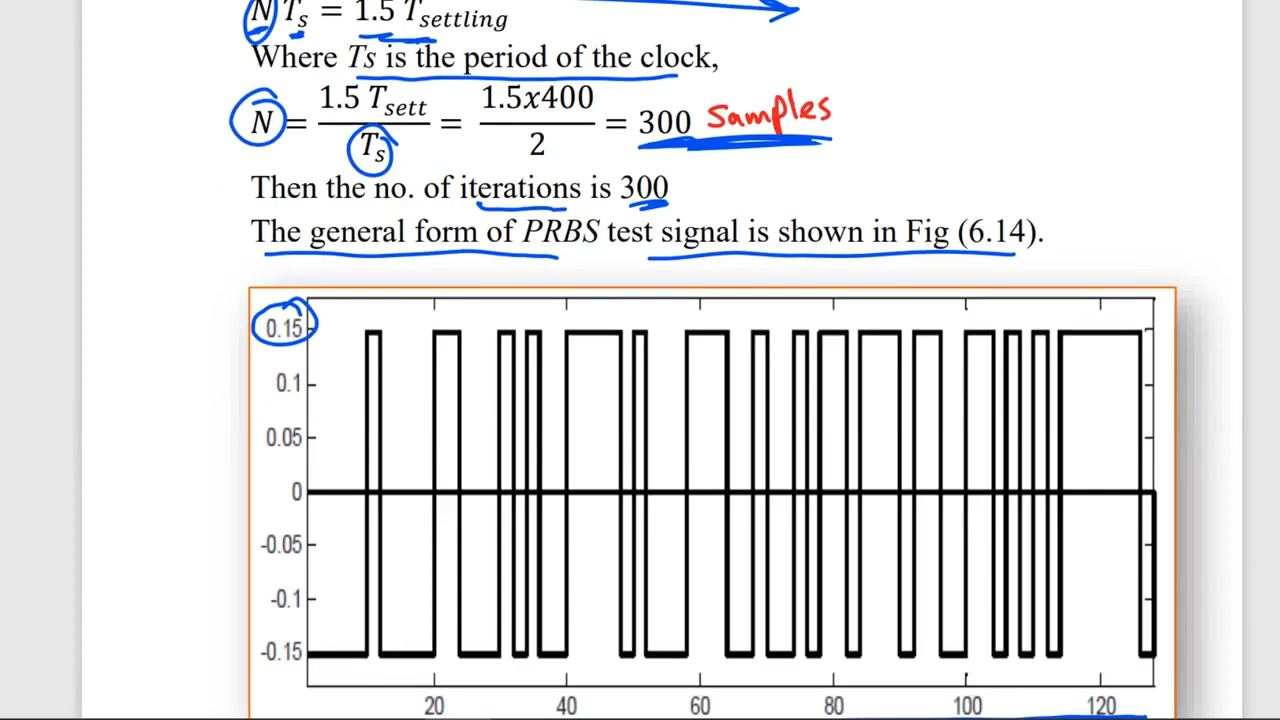 N Ts = 1.5 Tsettling
Where Ts is the period of the clock,
N = 1.5 Tsett / Ts = 1.5x400 / 2 = 300 Samples
Then the no. of iterations is 300
The general form of PRBS test signal is shown in Fig (6.14).
0.15
0.1
0.05
0
-0.05
-0.1
-0.15
20 40 60 80 100 120